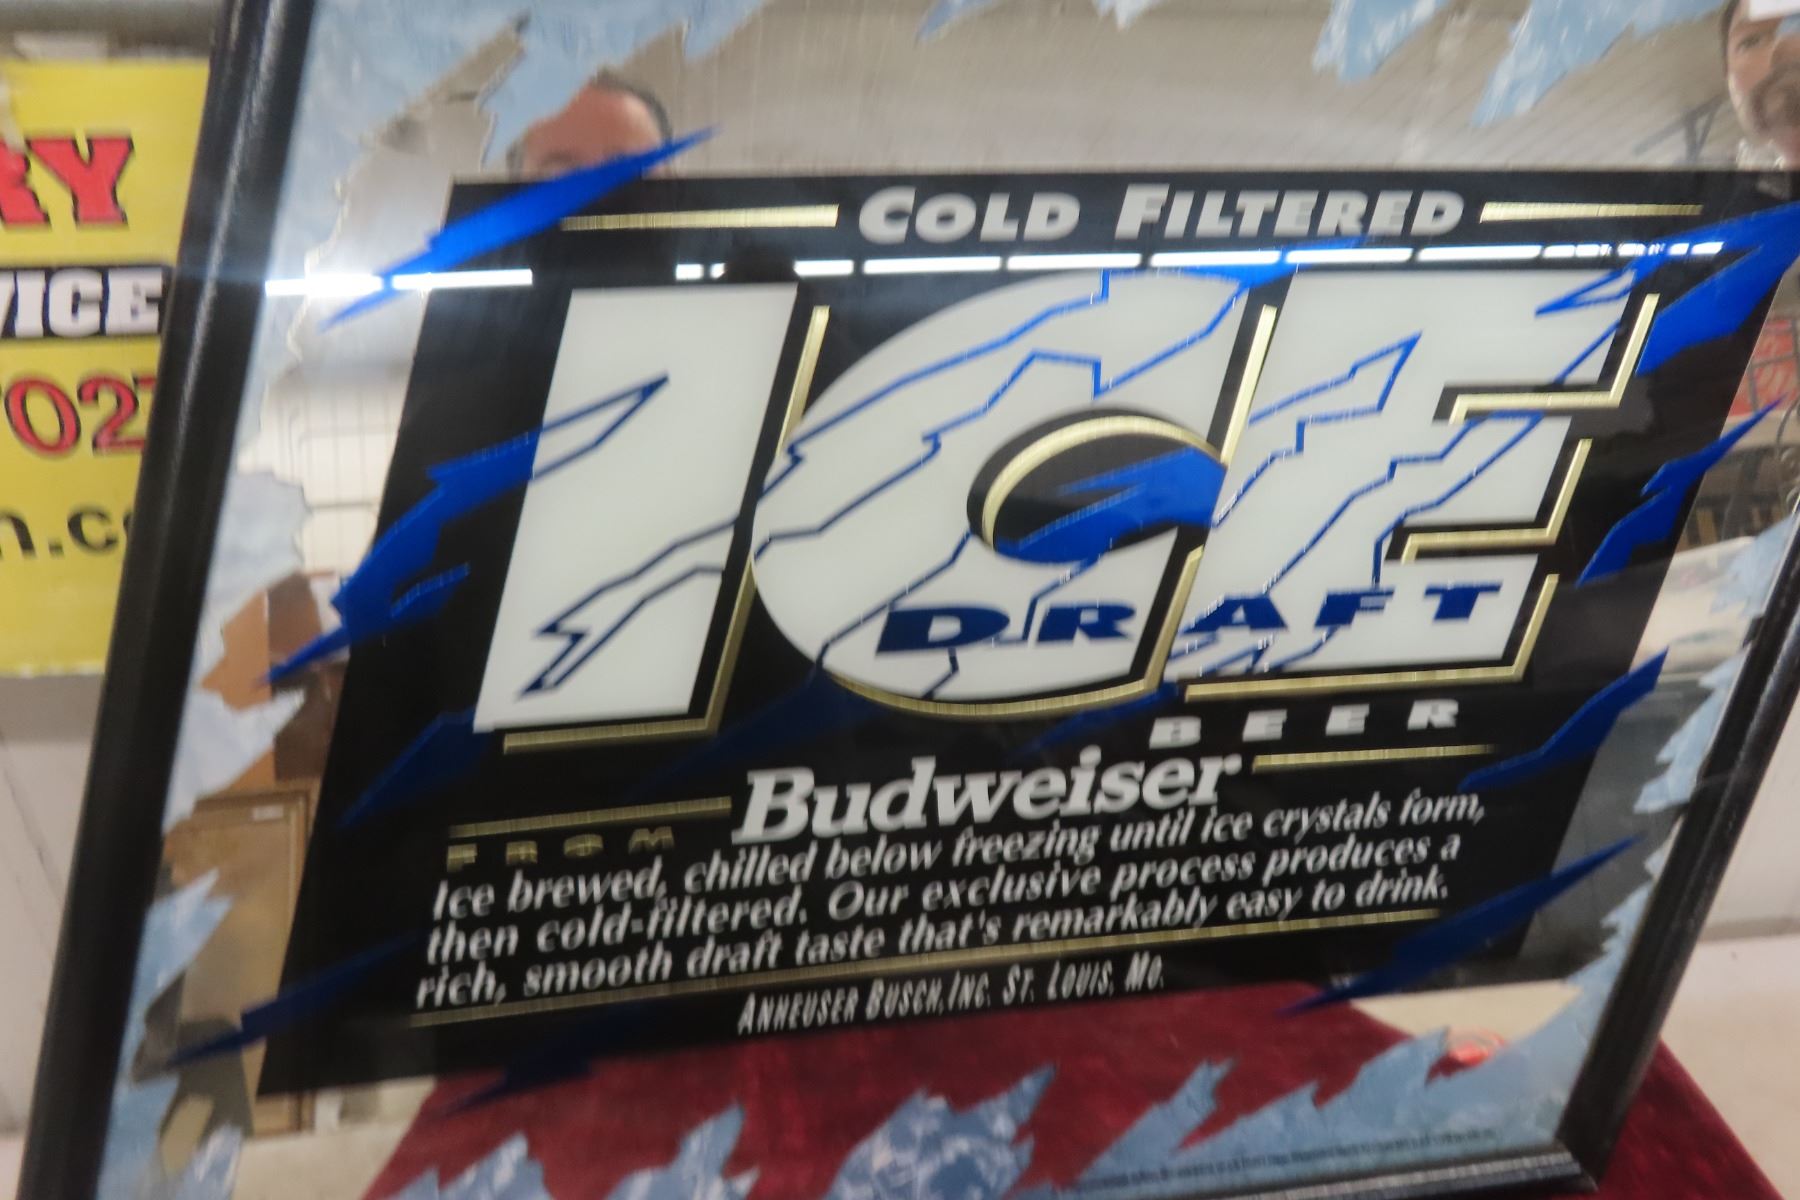 RY
VICE
702
n.c
COLD FILTERED
ICE
DRAFT
BEER
FROM Budweiser
Ice brewed, chilled below freezing until ice crystals form,
then cold-filtered. Our exclusive process produces a
rich, smooth draft taste that's remarkably easy to drink.
ANHEUSER BUSCH, INC. ST. LOUIS, MO.